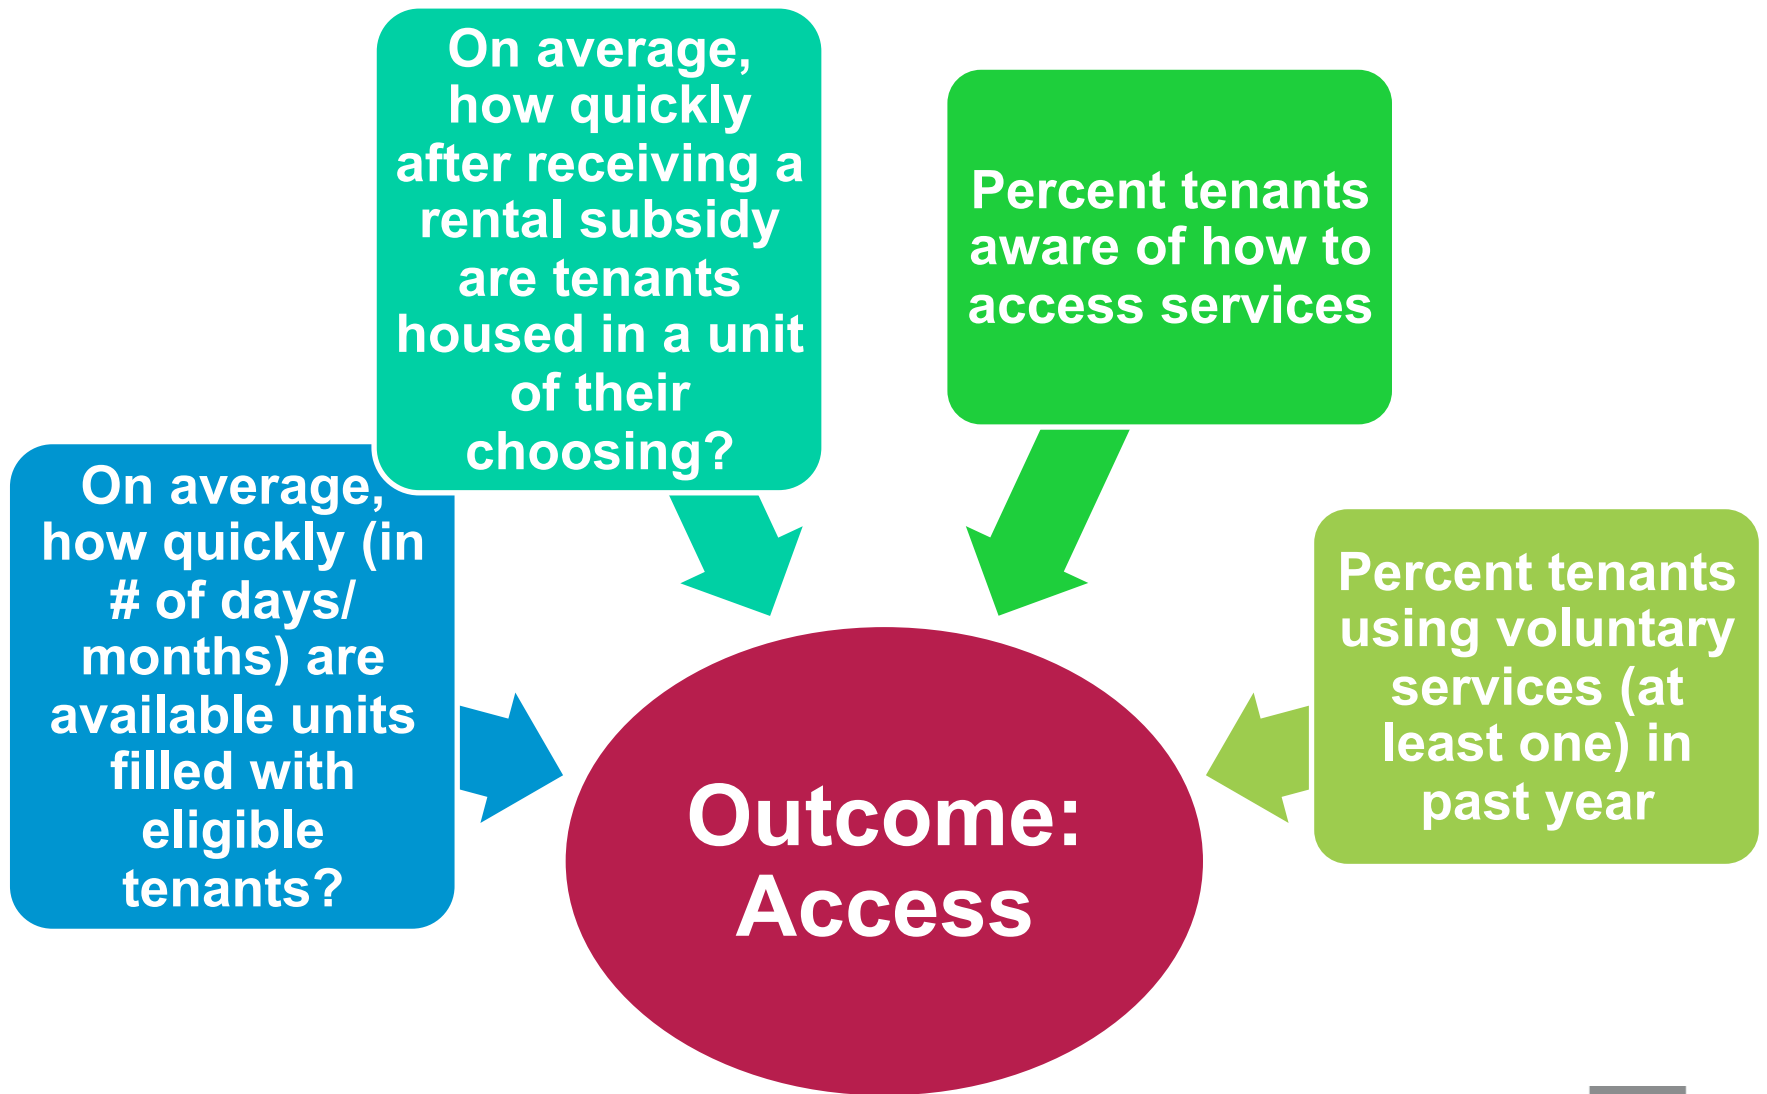 On average,
how quickly (in
# of days/
months) are
available units
filled with
eligible
tenants?
On average,
how quickly
after receiving a
rental subsidy
are tenants
housed in a unit
of their
choosing?
Percent tenants
aware of how to
access services
Percent tenants
using voluntary
services (at
least one) in
past year
Outcome:
Access